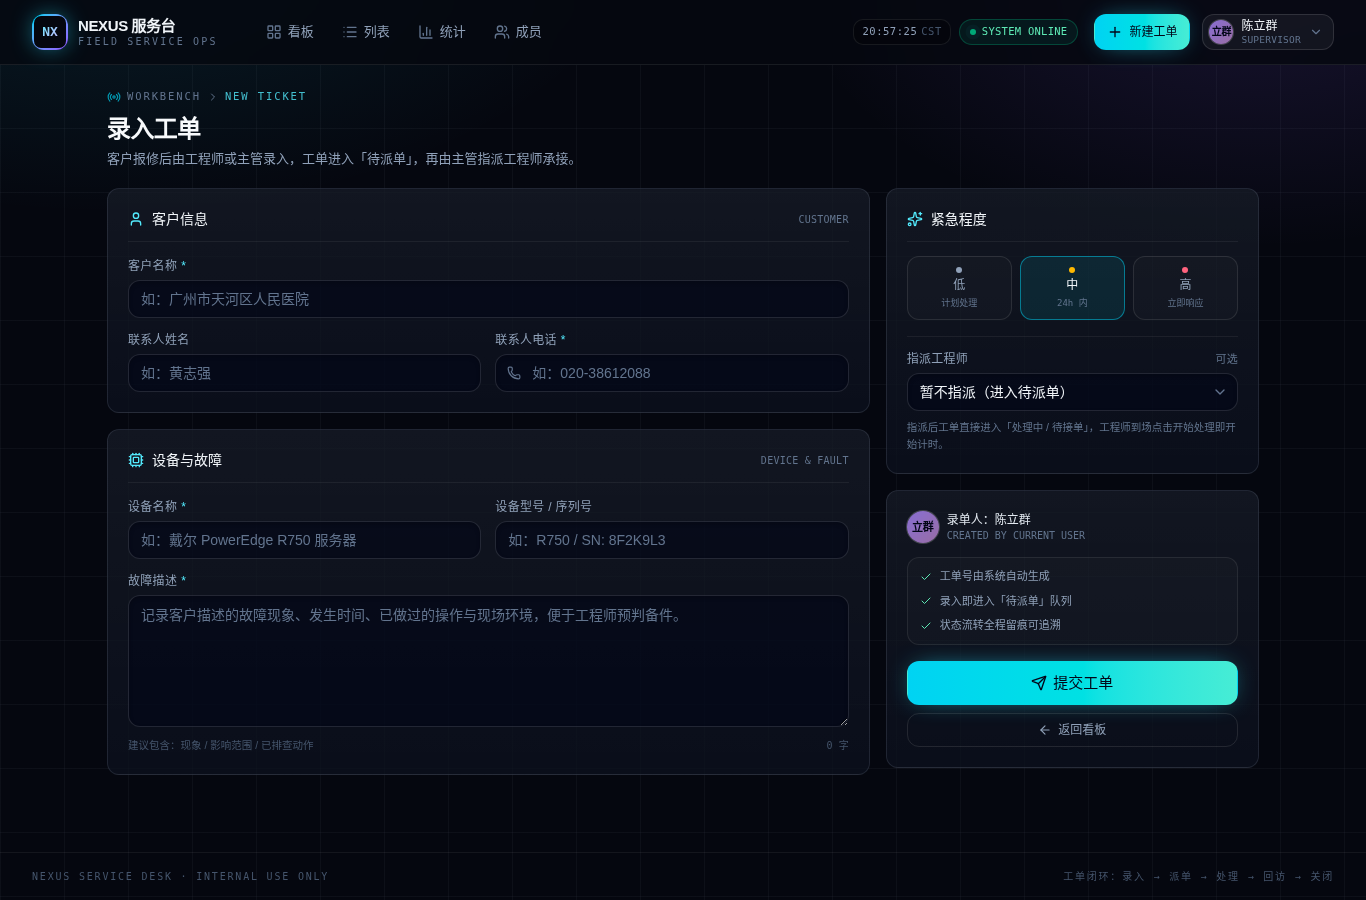 NX
NEXUS 服务台
FIELD SERVICE OPS
看板
列表
统计
成员
20:57:25 CST
SYSTEM ONLINE
新建工单
立群
陈立群
SUPERVISOR
WORKBENCH
NEW TICKET
录入工单
客户报修后由工程师或主管录入，工单进入「待派单」，再由主管指派工程师承接。
客户信息
CUSTOMER
客户名称 *
如：广州市天河区人民医院
联系人姓名
联系人电话 *
如：黄志强
如：020-38612088
设备与故障
DEVICE & FAULT
设备名称 *
设备型号 / 序列号
如：戴尔 PowerEdge R750 服务器
如：R750 / SN: 8F2K9L3
故障描述 *
记录客户描述的故障现象、发生时间、已做过的操作与现场环境，便于工程师预判备件。
建议包含：现象 / 影响范围 / 已排查动作
0 字
紧急程度
低
计划处理
中
24h 内
高
立即响应
指派工程师
可选
暂不指派（进入待派单）
指派后工单直接进入「处理中 / 待接单」，工程师到场点击开始处理即开
始计时。
立群
录单人：陈立群
CREATED BY CURRENT USER
工单号由系统自动生成
录入即进入「待派单」队列
状态流转全程留痕可追溯
提交工单
返回看板
NEXUS SERVICE DESK · INTERNAL USE ONLY
工单闭环：录入 → 派单 → 处理 → 回访 → 关闭